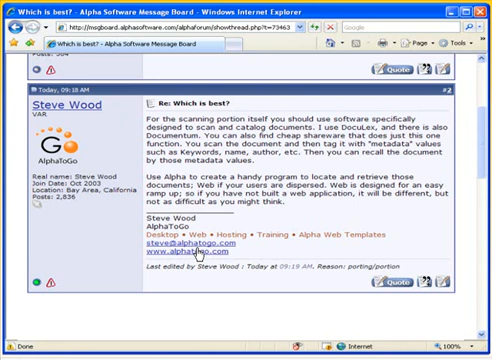 Which is best? - Alpha Software Message Board - Windows Internet Explorer
http://msgboard.alphasoftware.com/alphaforum/showthread.php?t=73463
Which is best? - Alpha Software Message Board
Page
Tools
Quote
Today, 09:18 AM
#2
Steve Wood
VAR
Go
AlphaToGo
Real name: Steve Wood
Join Date: Oct 2003
Location: Bay Area, California
Posts: 2,836
Re: Which is best?
For the scanning portion itself you should use software specifically
designed to scan and catalog documents. I use DocuLex, and there is also
Documentum. You can also find cheap shareware that does just this one
function. You scan the document and then tag it with "metadata" values
such as Keywords, name, author, etc. Then you can recall the document
by those metadata values.
Use Alpha to create a handy program to locate and retrieve those
documents; Web if your users are dispersed. Web is designed for an easy
ramp up; so if you have not built a web application, it will be different, but
not as difficult as you might think.
Steve Wood
AlphaToGo
Desktop • Web • Hosting • Training • Alpha Web Templates
steve@alphatogo.com
www.alphatogo.com
Last edited by Steve Wood : Today at 09:19 AM. Reason: porting/portion
Quote
Done
Internet
100%